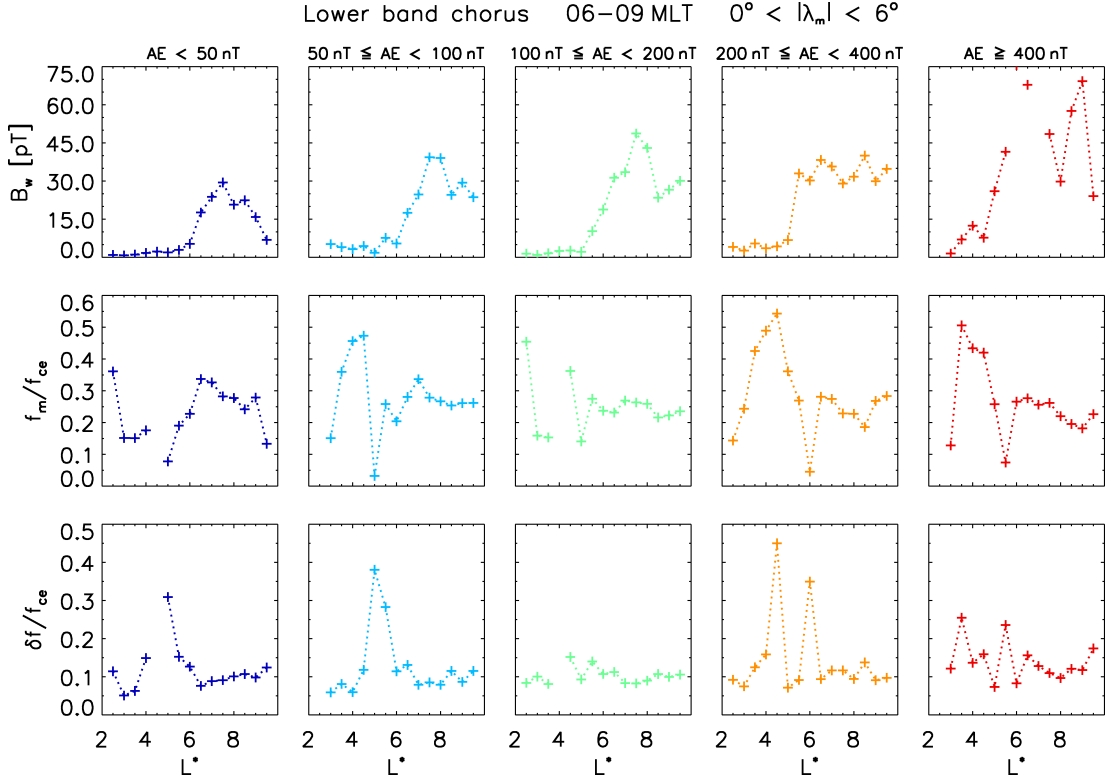 Lower band chorus 06−09 MLT 0° < |λm| < 6°
AE < 50 nT 50 nT ≦ AE < 100 nT 100 nT ≦ AE < 200 nT 200 nT ≦ AE < 400 nT AE ≧ 400 nT
75.0
60.0
45.0
30.0
15.0
0.0
Bw [pT]
0.6
0.5
0.4
0.3
0.2
0.1
0.0
fm/fce
0.5
0.4
0.3
0.2
0.1
0.0
δf/fce
2 4 6 8 2 4 6 8 2 4 6 8 2 4 6 8 2 4 6 8
L* L* L* L* L*